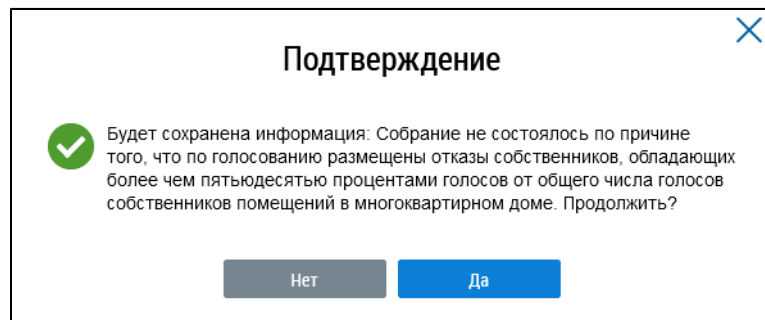 Подтверждение
Будет сохранена информация: Собрание не состоялось по причине
того, что по голосованию размещены отказы собственников, обладающих
более чем пятьюдесятью процентами голосов от общего числа голосов
собственников помещений в многоквартирном доме. Продолжить?
Нет
Да